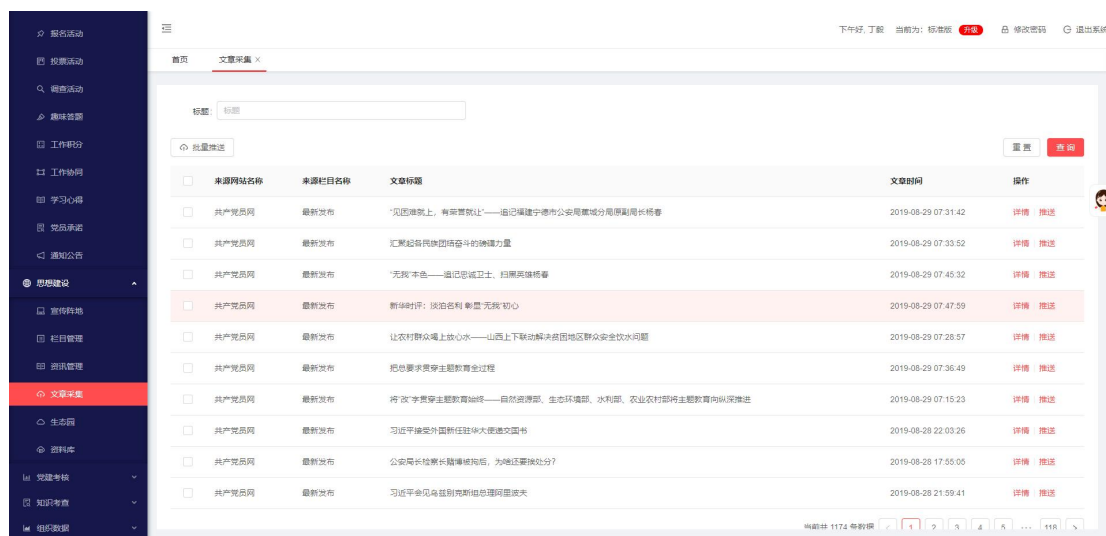 报名活动
投票活动
调查活动
趣味答题
工作积分
工作协同
学习心得
党员承诺
通知公告
思想建设
宣传阵地
栏目管理
资讯管理
文章采集
生态园
资料库
党建考核
知识考查
组织数据
下午好, 丁毅 当前为: 标准版 升级 修改密码 退出系统
首页 文章采集 ×
标题: 标题
批量推送 重置 查询
来源网站名称 来源栏目名称 文章标题 文章时间 操作
共产党员网 最新发布 “见困难就上，有荣誉就让”——追记福建宁德市公安局蕉城分局原副局长杨春 2019-08-29 07:31:42 详情 推送
共产党员网 最新发布 汇聚起各民族团结奋斗的磅礴力量 2019-08-29 07:33:52 详情 推送
共产党员网 最新发布 “无我”本色——追记忠诚卫士、扫黑英雄杨春 2019-08-29 07:45:32 详情 推送
共产党员网 最新发布 新华时评：淡泊名利 彰显“无我”初心 2019-08-29 07:47:59 详情 推送
共产党员网 最新发布 让农村群众喝上放心水——山西上下联动解决贫困地区群众安全饮水问题 2019-08-29 07:28:57 详情 推送
共产党员网 最新发布 把总要求贯穿主题教育全过程 2019-08-29 07:36:49 详情 推送
共产党员网 最新发布 将“改”字贯穿主题教育始终——自然资源部、生态环境部、水利部、农业农村部将主题教育向纵深推进 2019-08-29 07:15:23 详情 推送
共产党员网 最新发布 习近平接受外国新任驻华大使递交国书 2019-08-28 22:03:26 详情 推送
共产党员网 最新发布 公安局长检察长赌博被拘后，为啥还要挨处分? 2019-08-28 17:55:05 详情 推送
共产党员网 最新发布 习近平会见乌兹别克斯坦总理阿里波夫 2019-08-28 21:59:41 详情 推送
当前共 1174 条数据 < 1 2 3 4 5 ··· 118 >